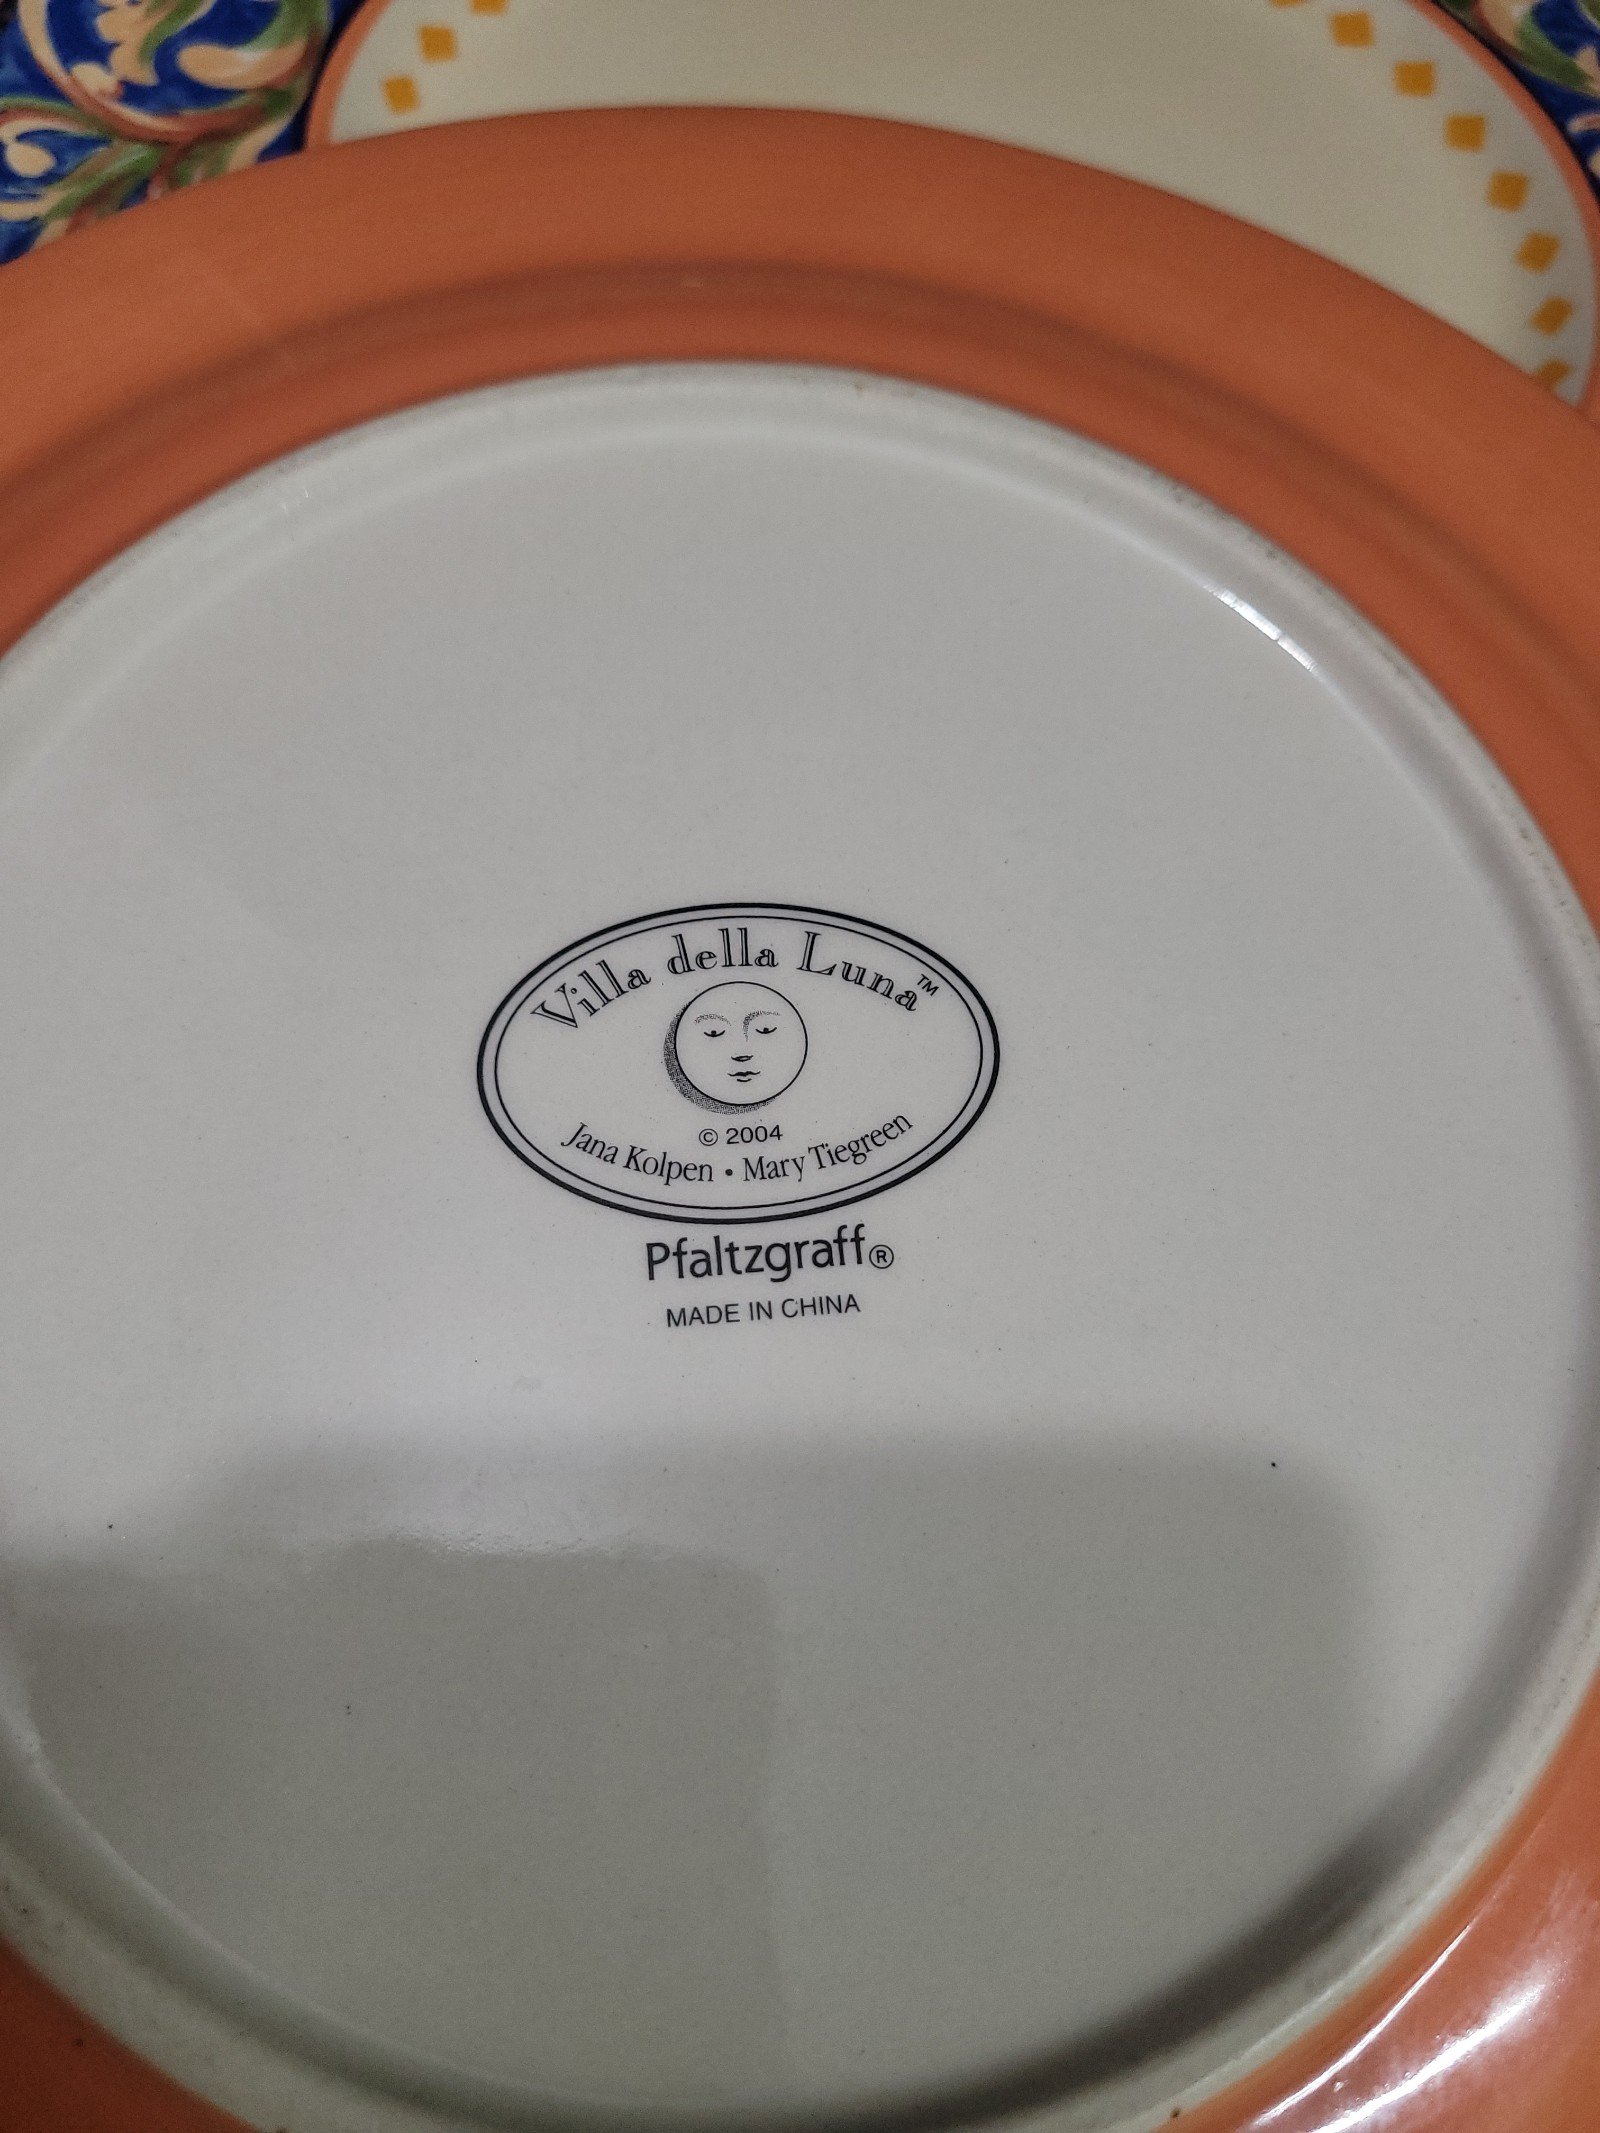 Villa della Luna™
© 2004
Jana Kolpen • Mary Tiegreen
Pfaltzgraff®
MADE IN CHINA